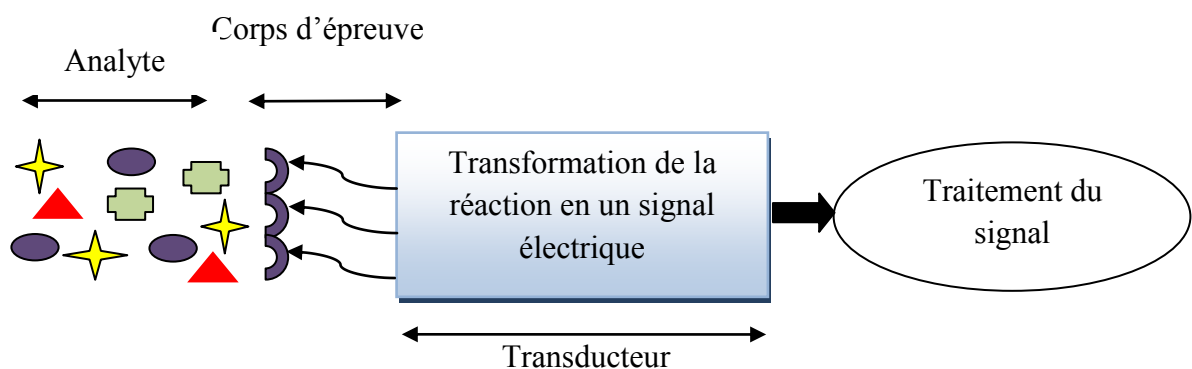 Corps d'épreuve
Analyte
Transformation de la
réaction en un signal
électrique
Traitement du
signal
Transducteur